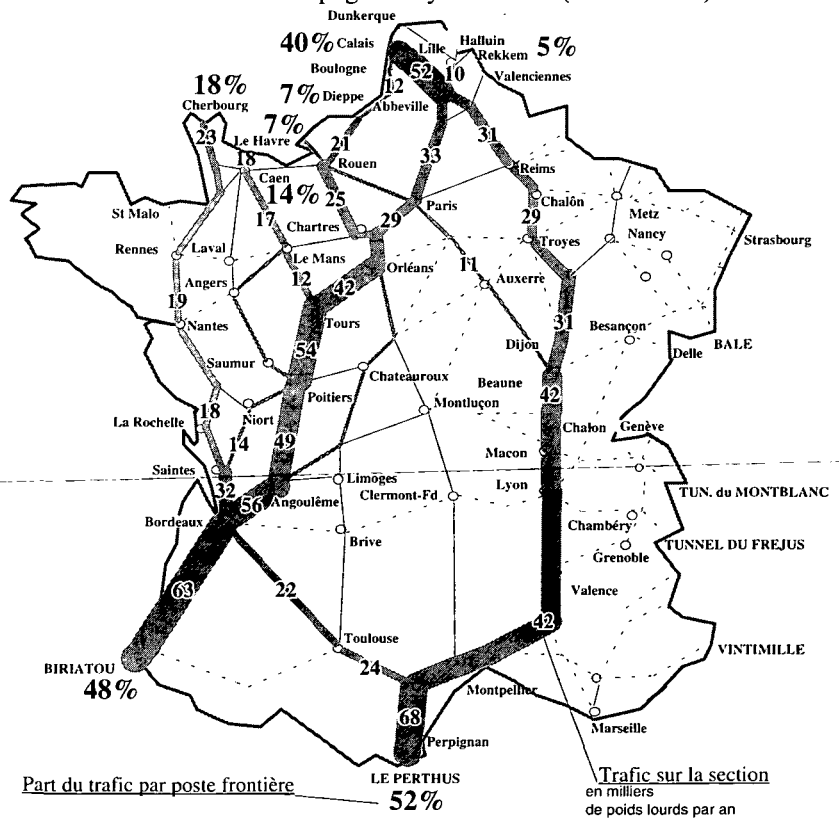 Dunkerque
40% Calais
Lille
Halluin
Rekkem
5%
Boulogne
52
10
Valenciennes
12
18%
7% Dieppe
Cherbourg
Abbeville
7%
23
Le Havre
21
33
31
18
Rouen
Reims
Caen
14%
25
Paris
Chalôn
St Malo
17
Chartres
29
29
Metz
Troyes
Nancy
Strasbourg
Rennes
Laval
Le Mans
Orléans
11
Auxerre
Angers
12
42
19
Nantes
Tours
31
Besançon
BALE
54
Dijon
Delle
Saumur
Chateauroux
Beaune
42
Poitiers
Montluçon
18
Niort
La Rochelle
Chalon
Genève
14
49
Macon
Saintes
Limoges
Lyon
32
56
Angoulême
Clermont-Fd
TUN. du MONTBLANC
Bordeaux
Chambéry
Brive
TUNNEL DU FREJUS
Grenoble
63
22
Valence
42
Toulouse
VINTIMILLE
BIRIATOU
24
48%
Montpellier
68
Marseille
Perpignan
Part du trafic par poste frontière
LE PERTHUS
52%
Trafic sur la section
en milliers
de poids lourds par an